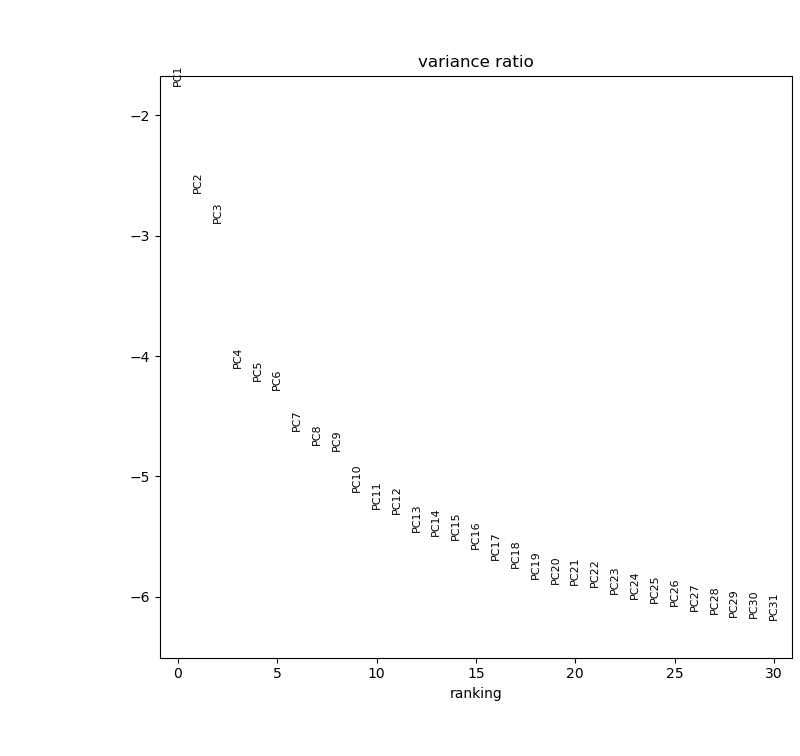 variance ratio
PC1
PC2
PC3
PC4
PC5
PC6
PC7
PC8
PC9
PC10
PC11
PC12
PC13
PC14
PC15
PC16
PC17
PC18
PC19
PC20
PC21
PC22
PC23
PC24
PC25
PC26
PC27
PC28
PC29
PC30
PC31
−2
−3
−4
−5
−6
0 5 10 15 20 25 30
ranking